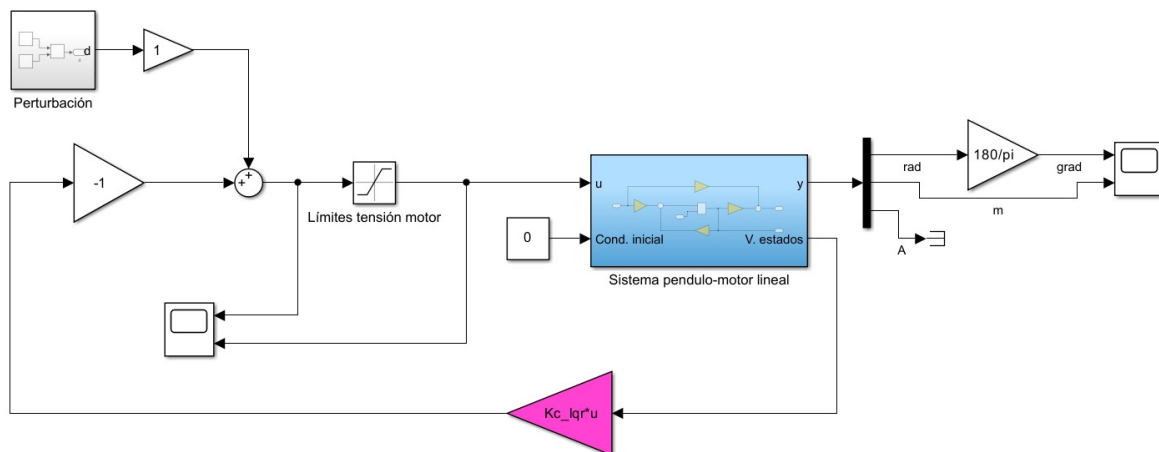 d
1
Perturbación
-1
+
+
Límites tensión motor
u
y
0
Cond. inicial
V. estados
Sistema pendulo-motor lineal
rad
180/pi
grad
m
A
Kc_lqr*u